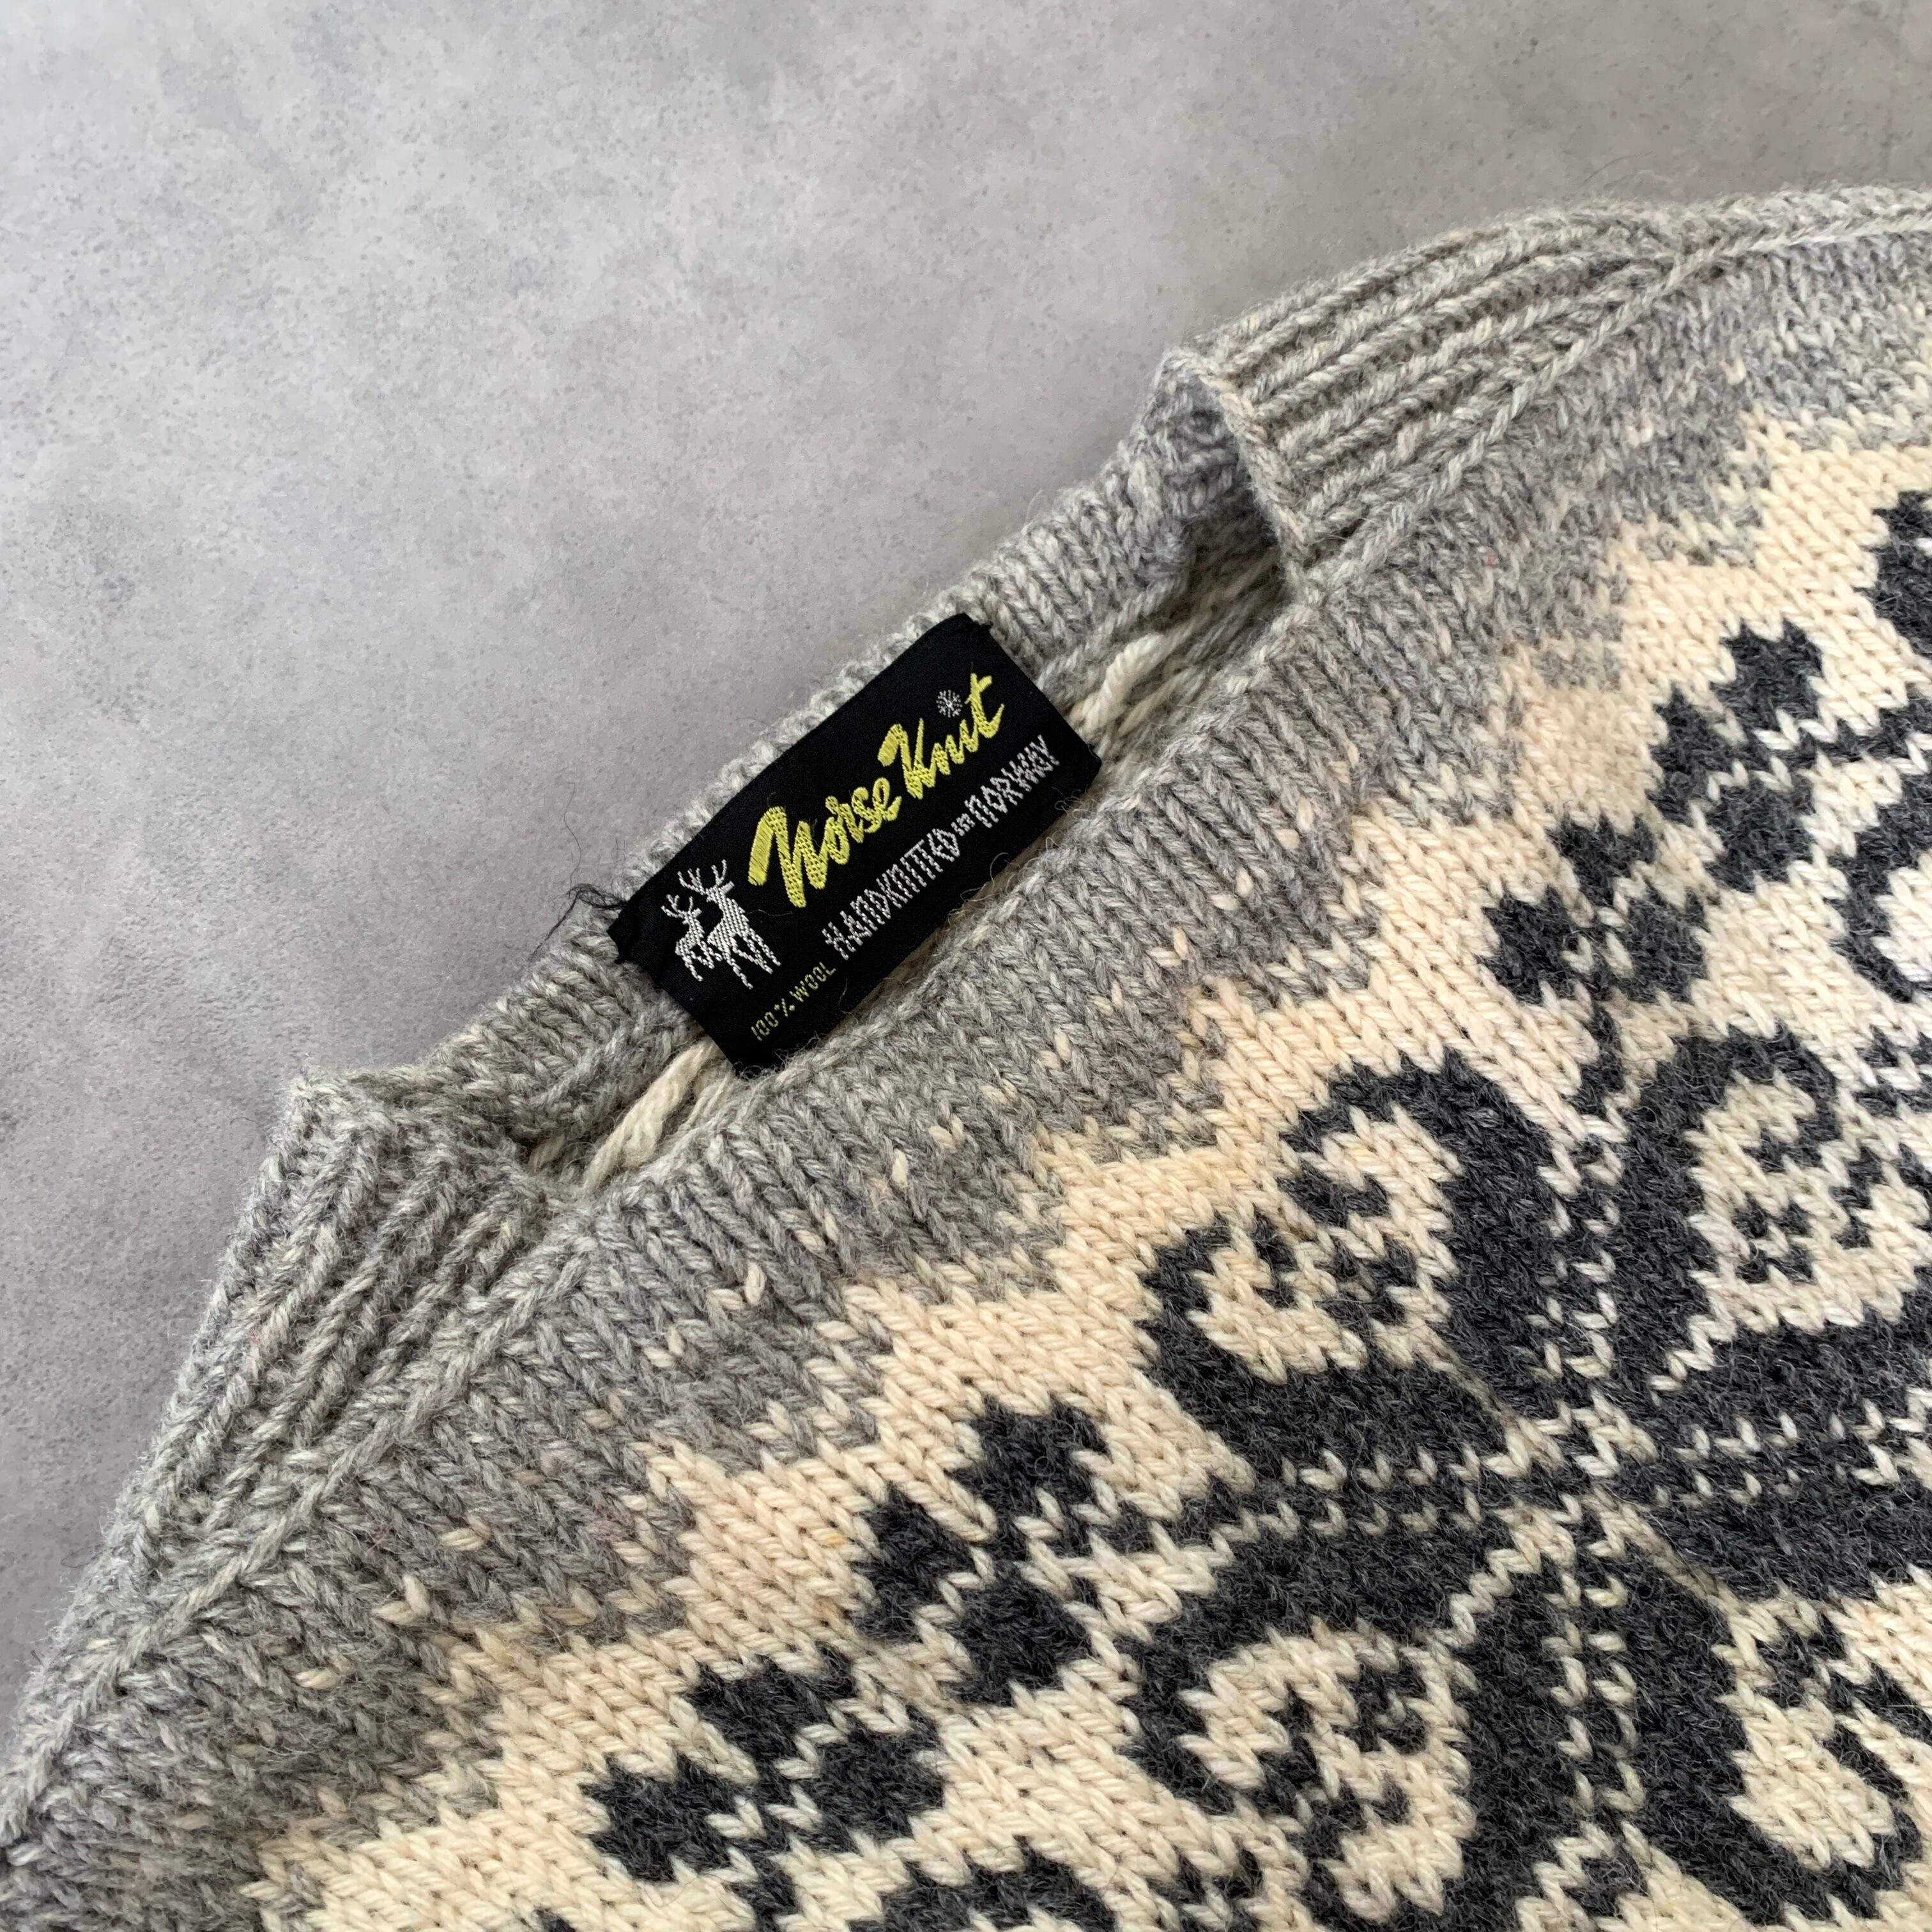 Norse Knit
HANDKNITTED IN NORWAY
100% WOOL